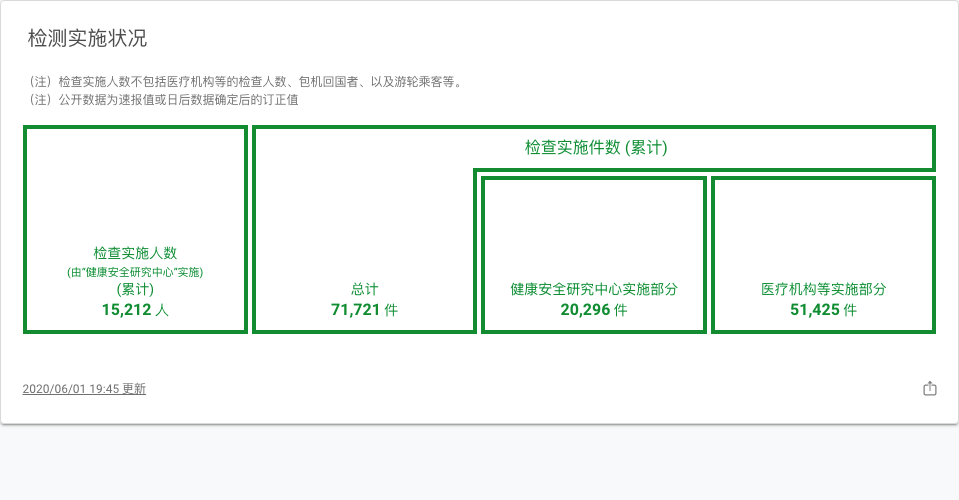 检测实施状况
（注）检查实施人数不包括医疗机构等的检查人数、包机回国者、以及游轮乘客等。
（注）公开数据为速报值或日后数据确定后的订正值
检查实施件数 (累计)
检查实施人数
(由“健康安全研究中心”实施)
(累计)
15,212 人
总计
71,721 件
健康安全研究中心实施部分
20,296 件
医疗机构等实施部分
51,425 件
2020/06/01 19:45 更新